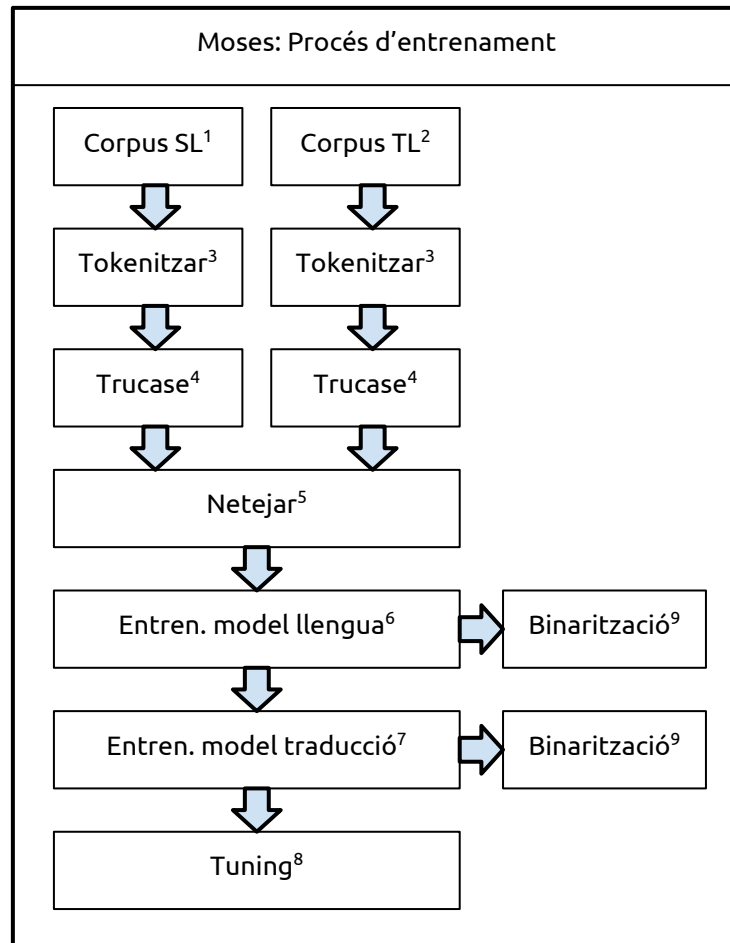 Moses: Procés d’entrenament
Corpus SL¹
Corpus TL²
Tokenitzar³
Tokenitzar³
Trucase⁴
Trucase⁴
Netejar⁵
Entren. model llengua⁶
Binarització⁹
Entren. model traducció⁷
Binarització⁹
Tuning⁸